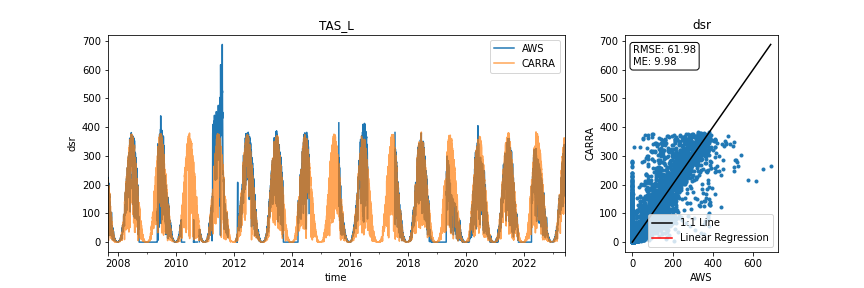 TAS_L
dsr
700
600
500
400
300
200
100
0
2008
2010
2012
2014
2016
2018
2020
2022
time
dsr
AWS
CARRA
dsr
RMSE: 61.98
ME: 9.98
700
600
500
400
300
200
100
0
0
200
400
600
AWS
CARRA
1:1 Line
Linear Regression